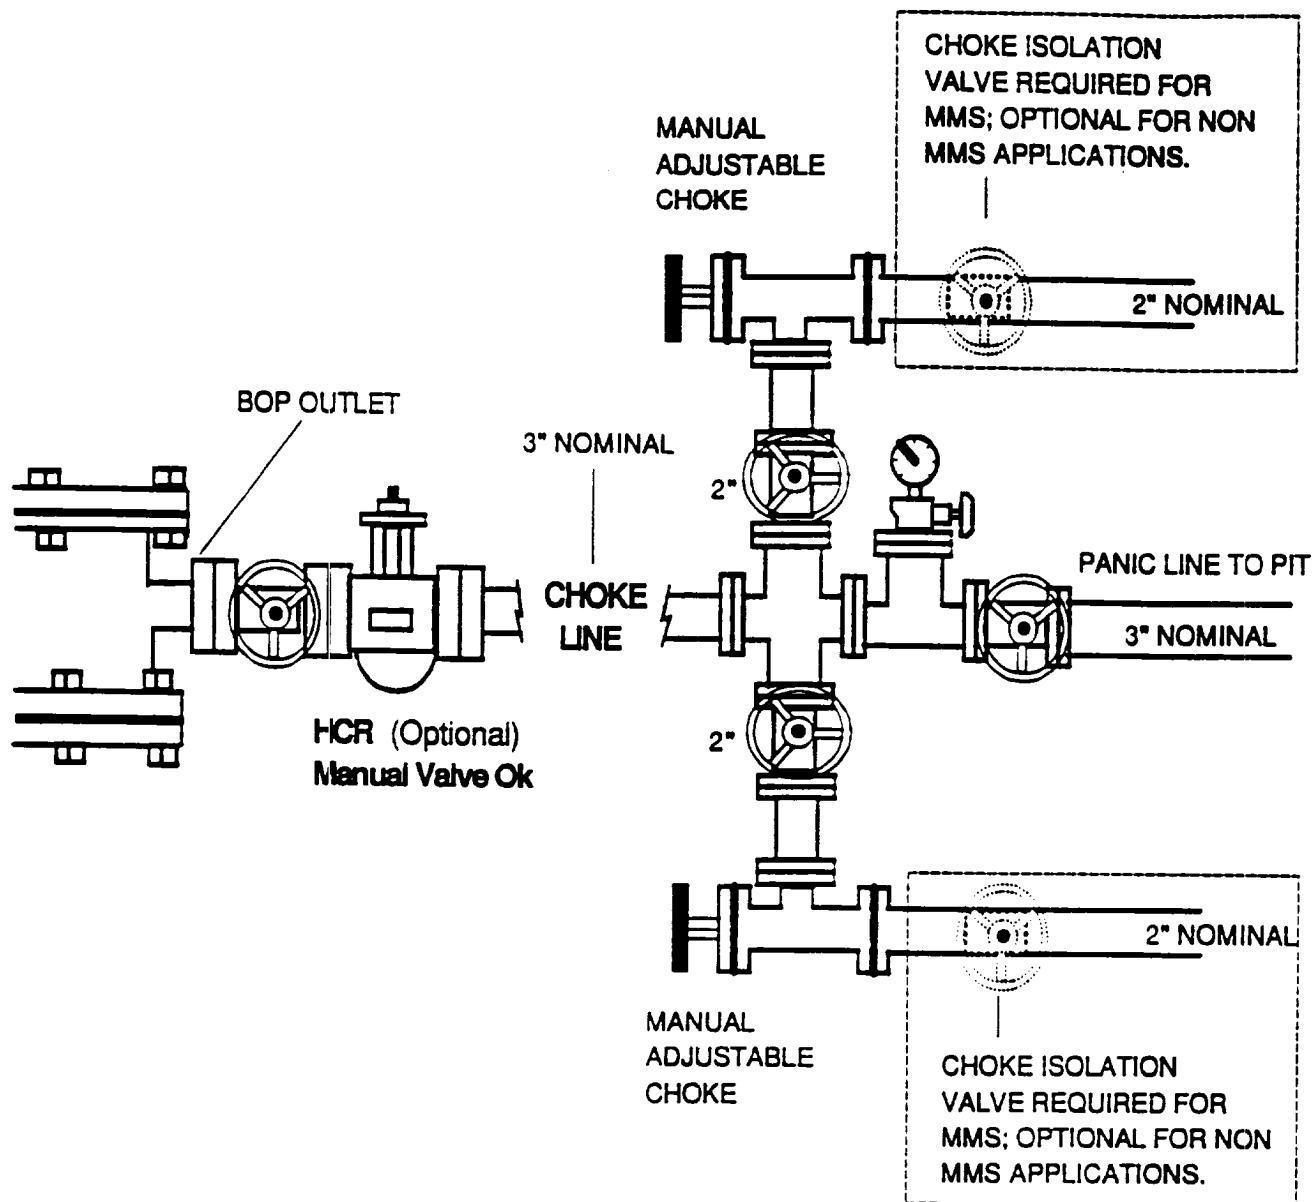 CHOKE ISOLATION
VALVE REQUIRED FOR
MMS; OPTIONAL FOR NON
MMS APPLICATIONS.
MANUAL
ADJUSTABLE
CHOKE
2" NOMINAL
BOP OUTLET
3" NOMINAL
2"
CHOKE
LINE
PANIC LINE TO PIT
3" NOMINAL
HCR (Optional)
Manual Valve Ok
2"
2" NOMINAL
MANUAL
ADJUSTABLE
CHOKE
CHOKE ISOLATION
VALVE REQUIRED FOR
MMS; OPTIONAL FOR NON
MMS APPLICATIONS.